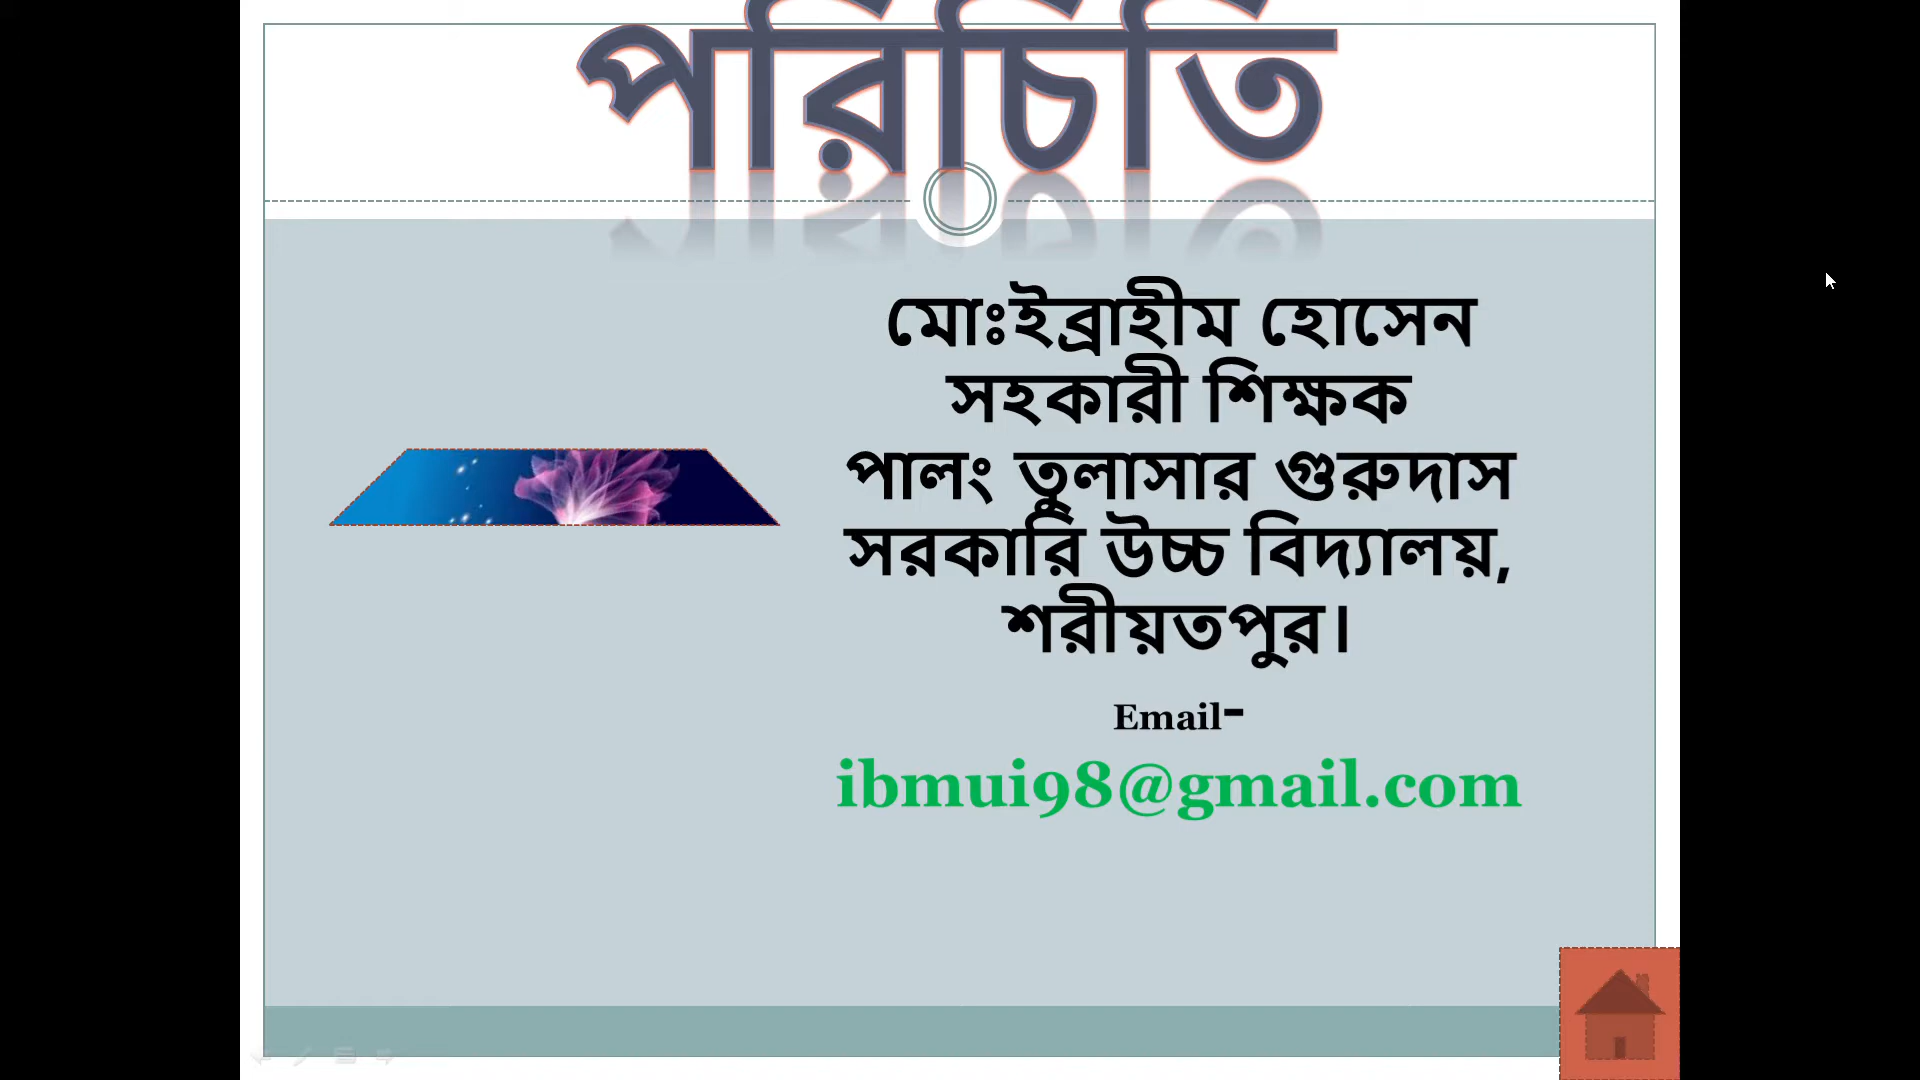 পরিচিতি
মোঃইব্রাহীম হোসেন
সহকারী শিক্ষক
পালং তুলাসার গুরুদাস
সরকারি উচ্চ বিদ্যালয়,
শরীয়তপুর।
Email-
ibmui98@gmail.com